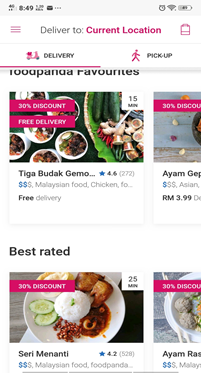 8:49
Deliver to: Current Location
DELIVERY
PICK-UP
foodpanda Favourites
30% DISCOUNT
FREE DELIVERY
15 MIN
30% DISCOUNT
Tiga Budak Gemo... ★ 4.6 (272)
$$$, Malaysian food, Chicken, fo...
Free delivery
Ayam Gep
$$$, Asian,
RM 3.99 De
Best rated
30% DISCOUNT
25 MIN
30% DISCOUNT
Seri Menanti ★ 4.2 (528)
$$$, Malaysian food, foodpanda...
Ayam Ras
$$$, Malay